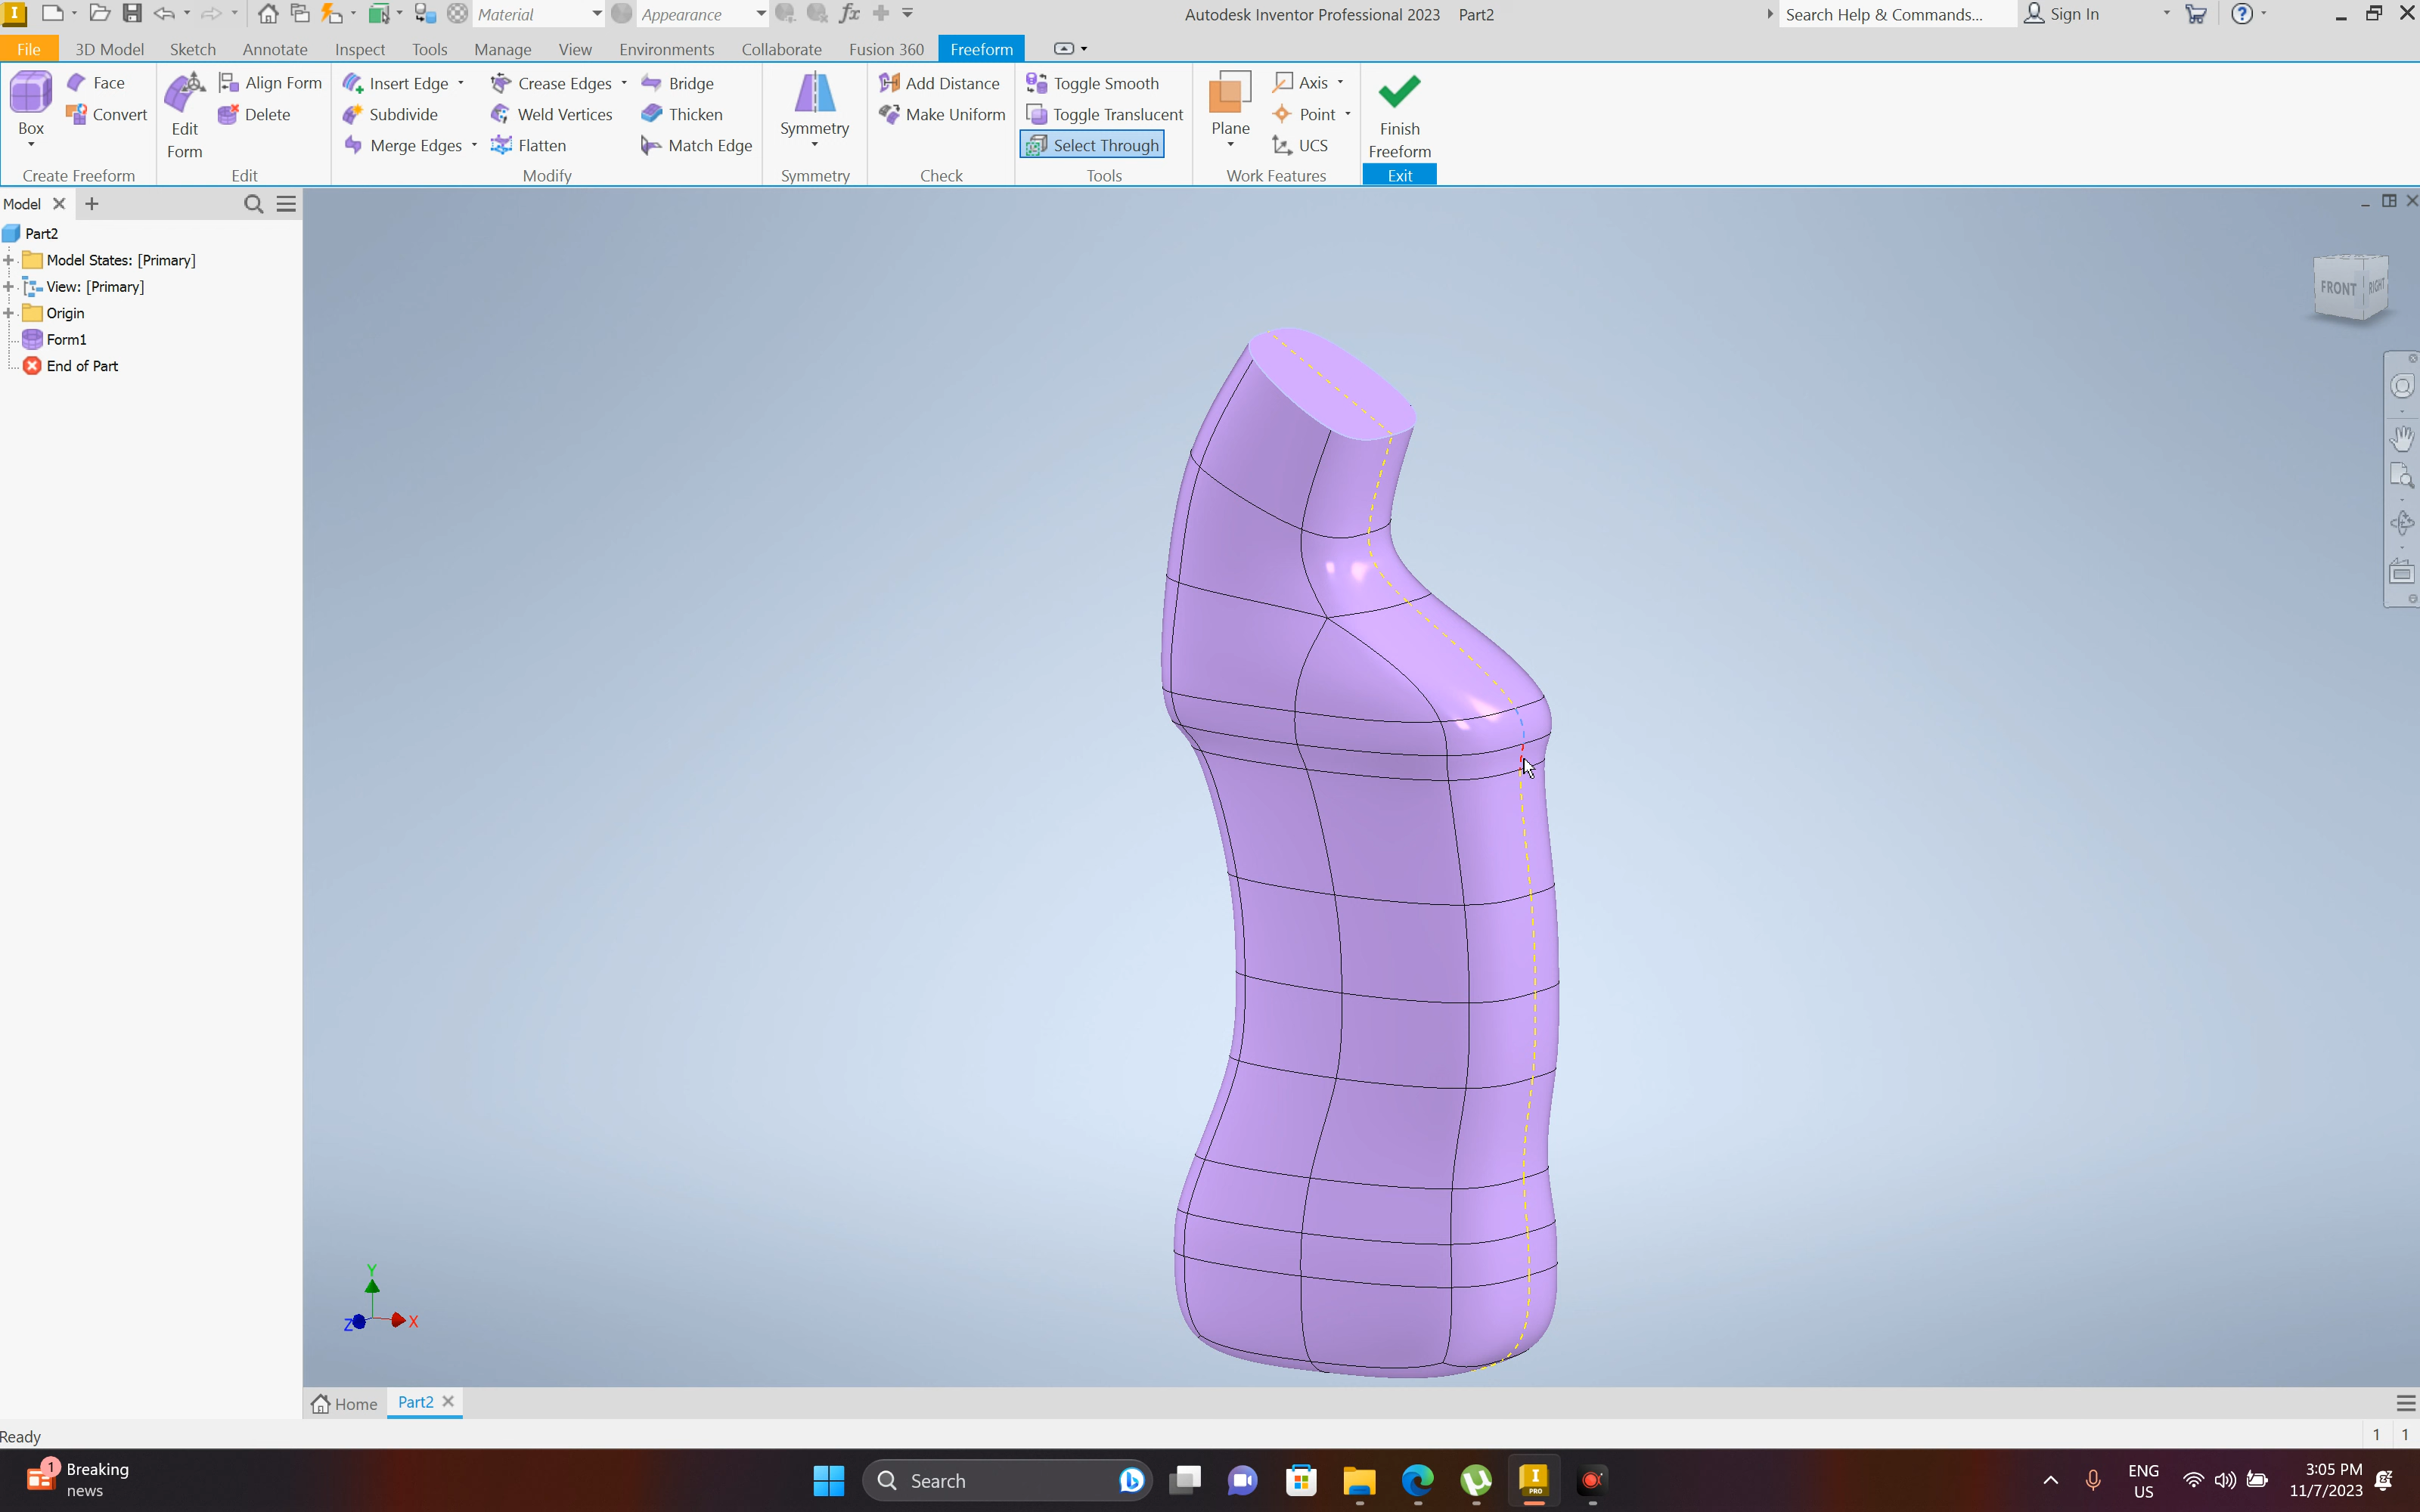 Material Appearance fx Autodesk Inventor Professional 2023 Part2 Search Help & Commands... Sign In
File 3D Model Sketch Annotate Inspect Tools Manage View Environments Collaborate Fusion 360 Freeform
Face Align Form Insert Edge Crease Edges Bridge Add Distance Toggle Smooth Axis
Convert Delete Subdivide Weld Vertices Thicken Make Uniform Toggle Translucent Point
Box Edit Form Merge Edges Flatten Match Edge Symmetry Select Through Plane UCS Finish Freeform
Create Freeform Edit Modify Symmetry Check Tools Work Features Exit
Model
Part2
Model States: [Primary]
View: [Primary]
Origin
Form1
End of Part
FRONT RIGHT
Y
Z X
Home Part2
Ready 1 1
1 Breaking news
Search
I PRO
ENG US
3:05 PM
11/7/2023